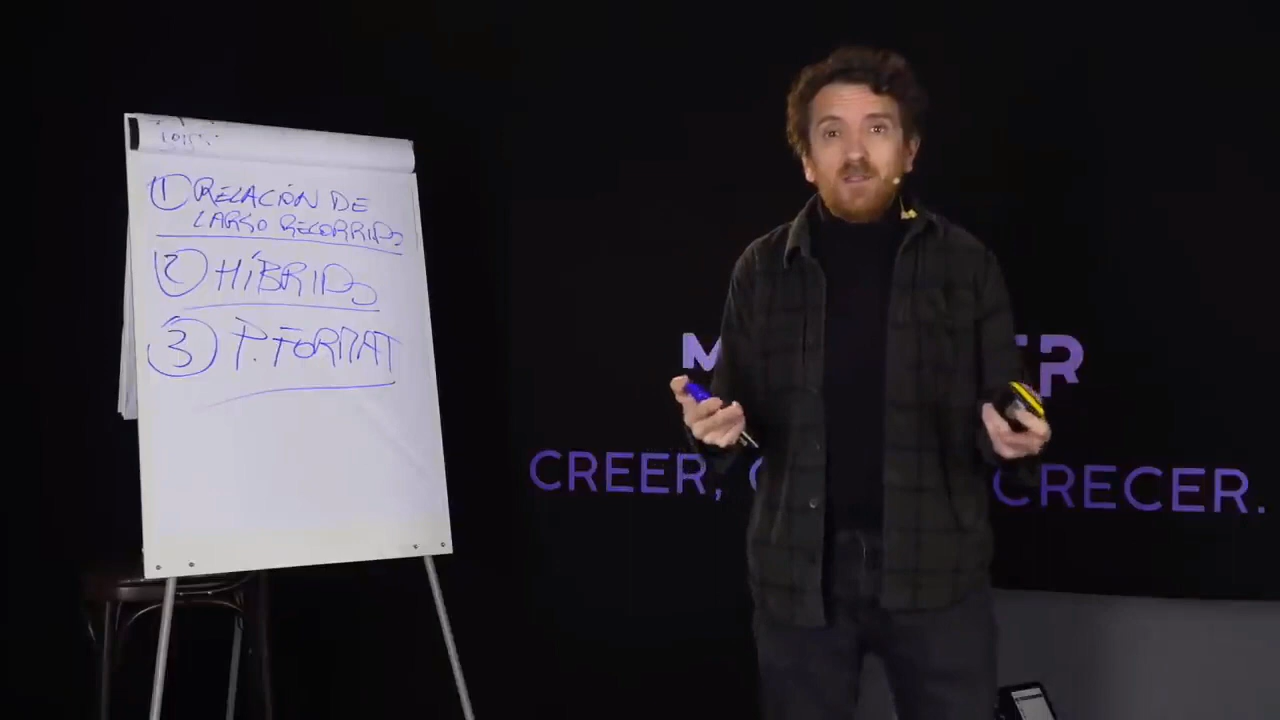 ① RELACIÓN DE
LARGO RECORRIDO
② HÍBRIDO
③ P. FORMAT
CREER, CRECER.